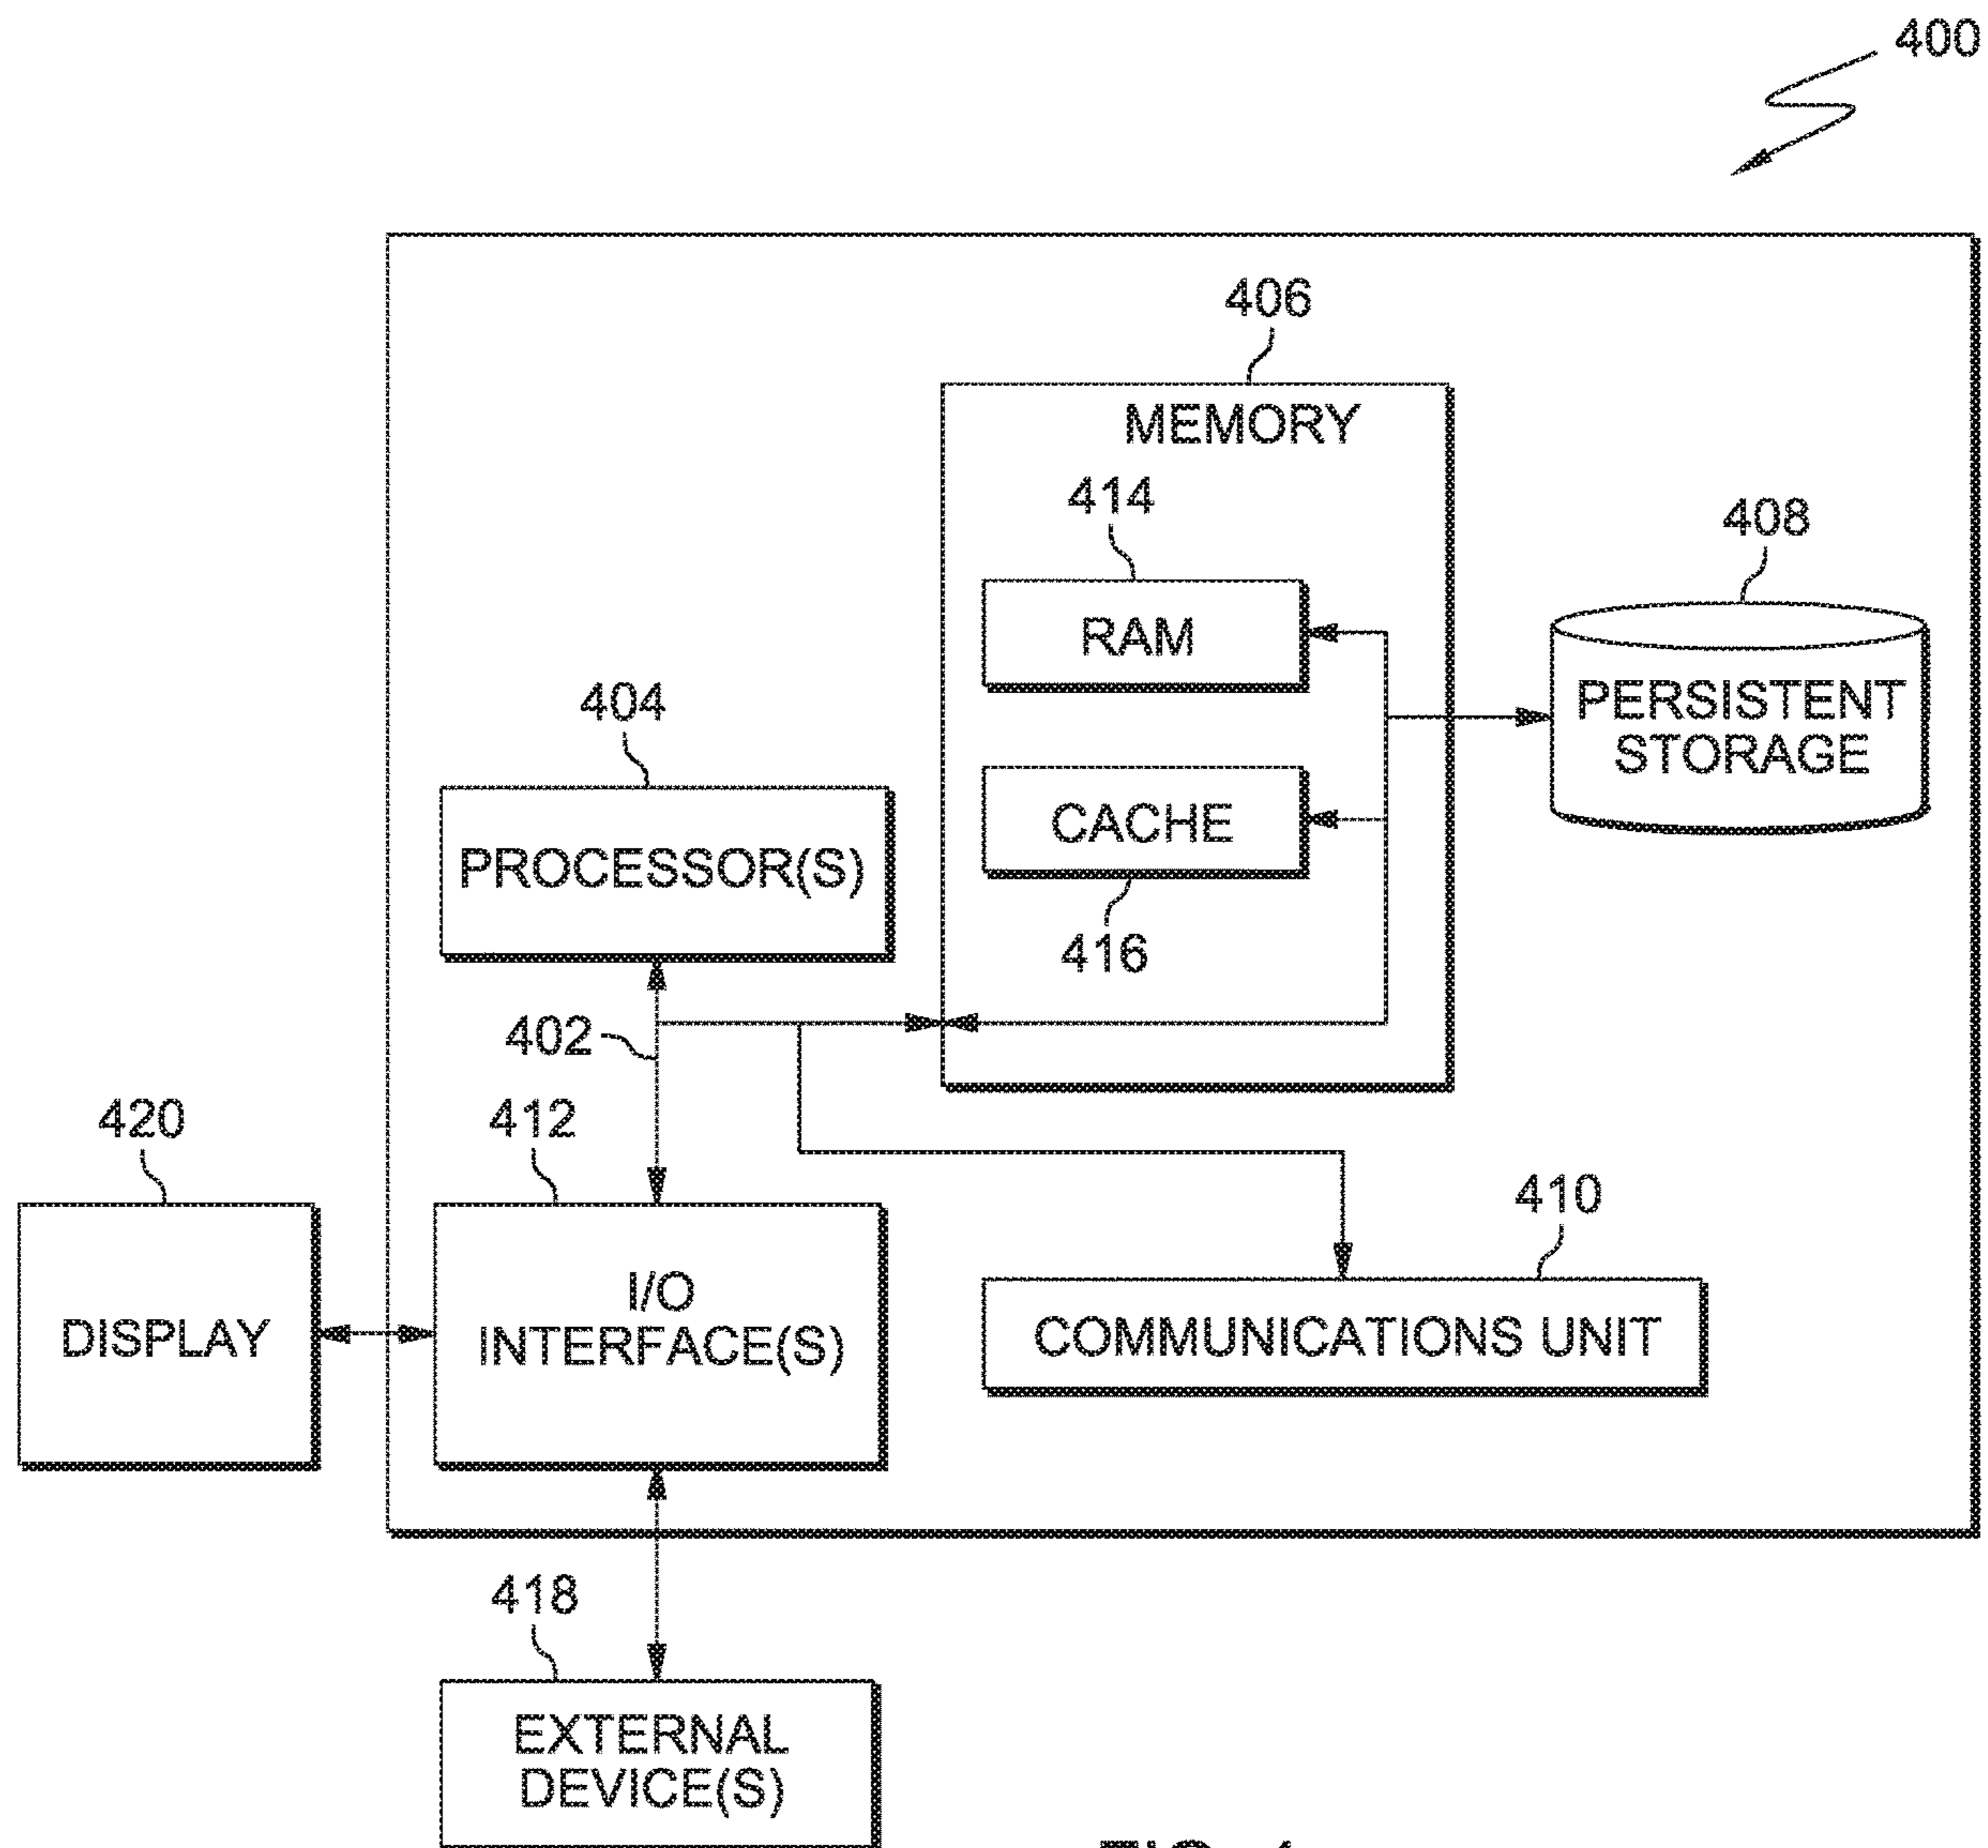 400
406
MEMORY
414
408
RAM
404
PERSISTENT
STORAGE
CACHE
PROCESSOR(S)
416
402
420
412
410
I/O
INTERFACE(S)
DISPLAY
COMMUNICATIONS UNIT
418
EXTERNAL
DEVICE(S)